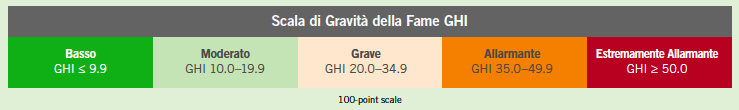 Scala di Gravità della Fame GHI
Basso
GHI ≤ 9.9
Moderato
GHI 10.0–19.9
Grave
GHI 20.0–34.9
Allarmante
GHI 35.0–49.9
Estremamente Allarmante
GHI ≥ 50.0
100-point scale